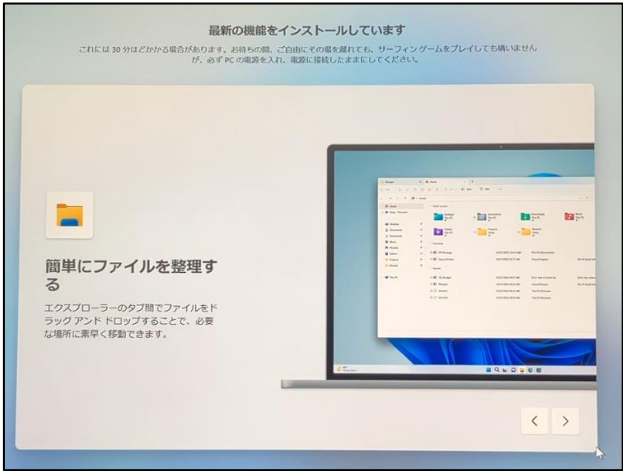 最新の機能をインストールしています
これには 30 分ほどかかる場合があります。お待ちの間、ご自由にその場を離れても、サーフィン ゲームをプレイしても構いません
が、必ず PC の電源を入れ、電源に接続したままにしてください。
簡単にファイルを整理す
る
エクスプローラーのタブ間でファイルをド
ラッグ アンド ドロップすることで、必要
な場所に素早く移動できます。